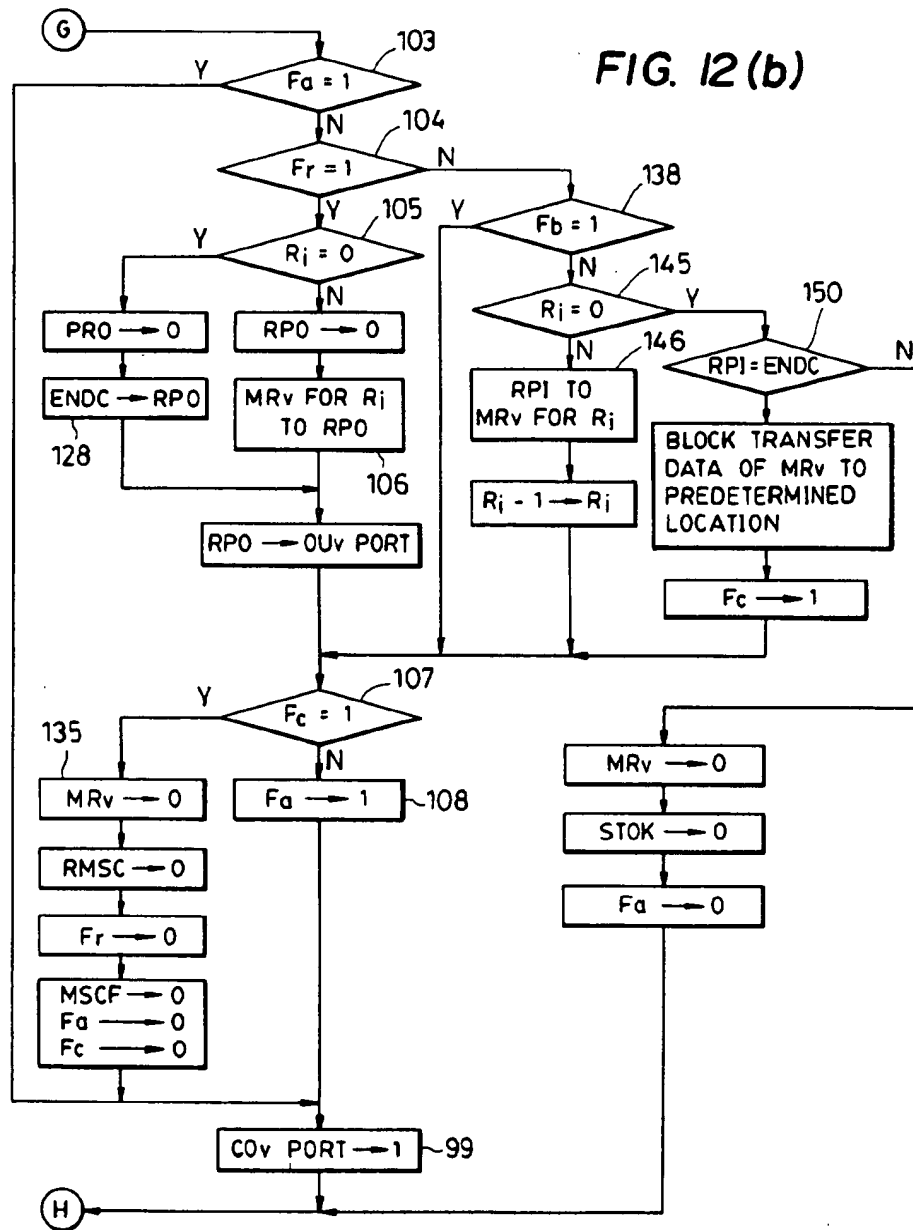 G
103
FIG. 12(b)
Y
Fa = 1
N
104
Fr = 1
N
138
Y
105
Y
Fb = 1
Y
Ri = 0
N
145
N
Ri = 0
Y
150
PRO → 0
RPO → 0
N
146
RPI = ENDC
N
ENDC → RPO
128
MRv FOR Ri
TO RPO
106
RPI TO
MRv FOR Ri
BLOCK TRANSFER
DATA OF MRv TO
PREDETERMINED
LOCATION
Ri - 1 → Ri
RPO → OUv PORT
Fc → 1
107
Y
Fc = 1
135
N
MRv → 0
Fa → 1
108
MRv → 0
RMSC → 0
STOK → 0
Fr → 0
Fa → 0
MSCF → 0
Fa → 0
Fc → 0
COv PORT → 1
99
H